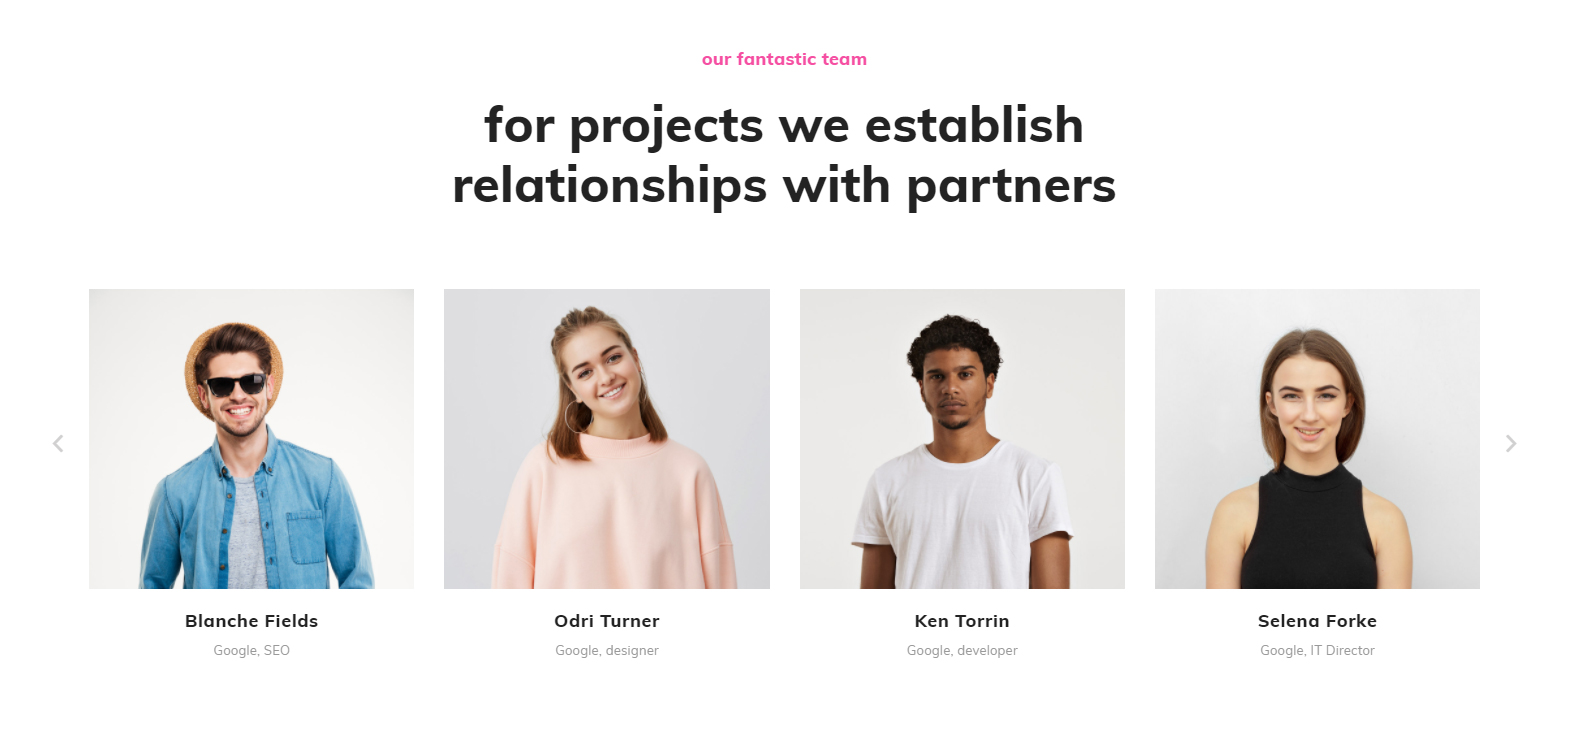 our fantastic team
for projects we establish
relationships with partners
Blanche Fields
Google, SEO
Odri Turner
Google, designer
Ken Torrin
Google, developer
Selena Forke
Google, IT Director